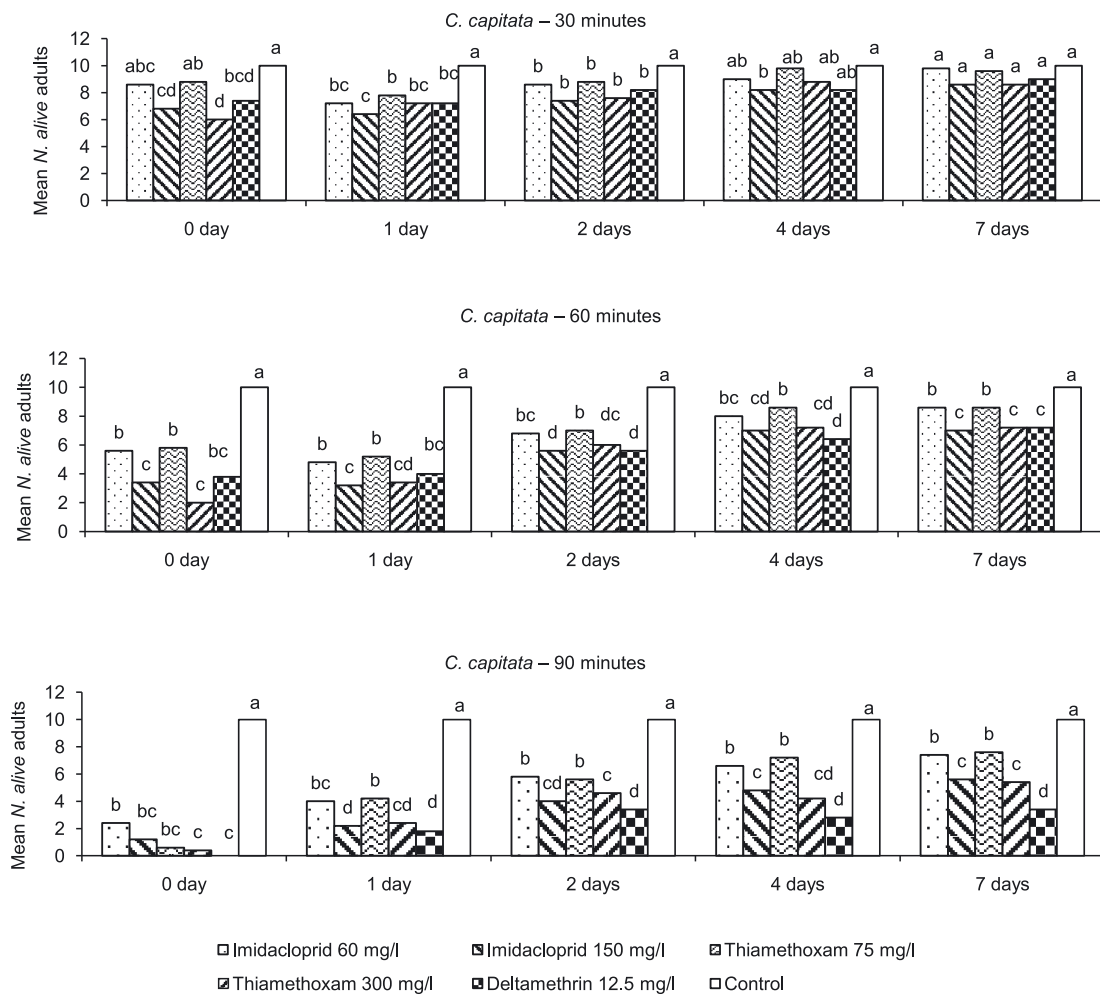 C. capitata – 30 minutes
Mean N. alive adults
12
10
8
6
4
2
0
abc cd ab d bcd a
bc c b bc bc a
b b b b b a
ab b ab ab ab a
a a a a a a
0 day 1 day 2 days 4 days 7 days
C. capitata – 60 minutes
Mean N. alive adults
12
10
8
6
4
2
0
b c b c bc a
b c b cd bc a
bc d b dc d a
bc cd b cd d a
b c b c c a
0 day 1 day 2 days 4 days 7 days
C. capitata – 90 minutes
Mean N. alive adults
12
10
8
6
4
2
0
b bc bc c c a
bc d b cd d a
b cd b c d a
b c b cd d a
b c b c d a
0 day 1 day 2 days 4 days 7 days
Imidacloprid 60 mg/l Imidacloprid 150 mg/l Thiamethoxam 75 mg/l
Thiamethoxam 300 mg/l Deltamethrin 12.5 mg/l Control